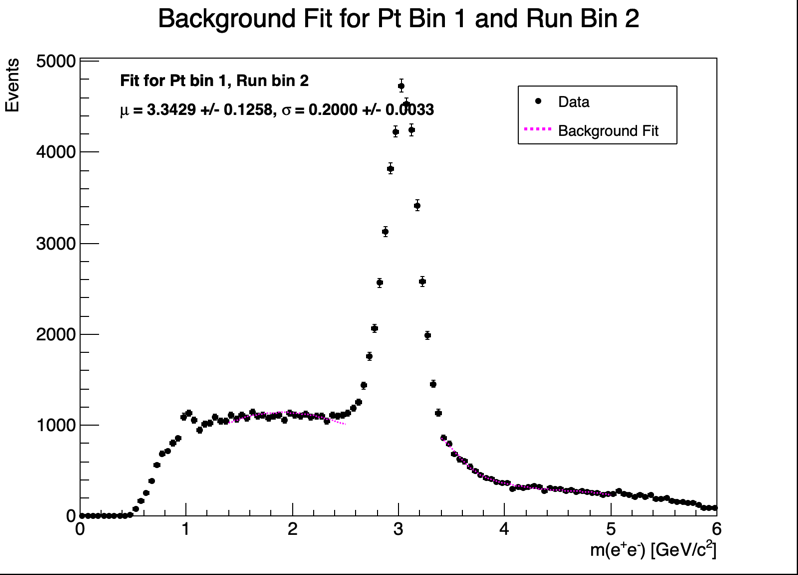 Background Fit for Pt Bin 1 and Run Bin 2
Events
5000
4000
3000
2000
1000
0
Fit for Pt bin 1, Run bin 2
μ = 3.3429 +/- 0.1258, σ = 0.2000 +/- 0.0033
Data
Background Fit
0 1 2 3 4 5 6
m(e⁺e⁻) [GeV/c²]